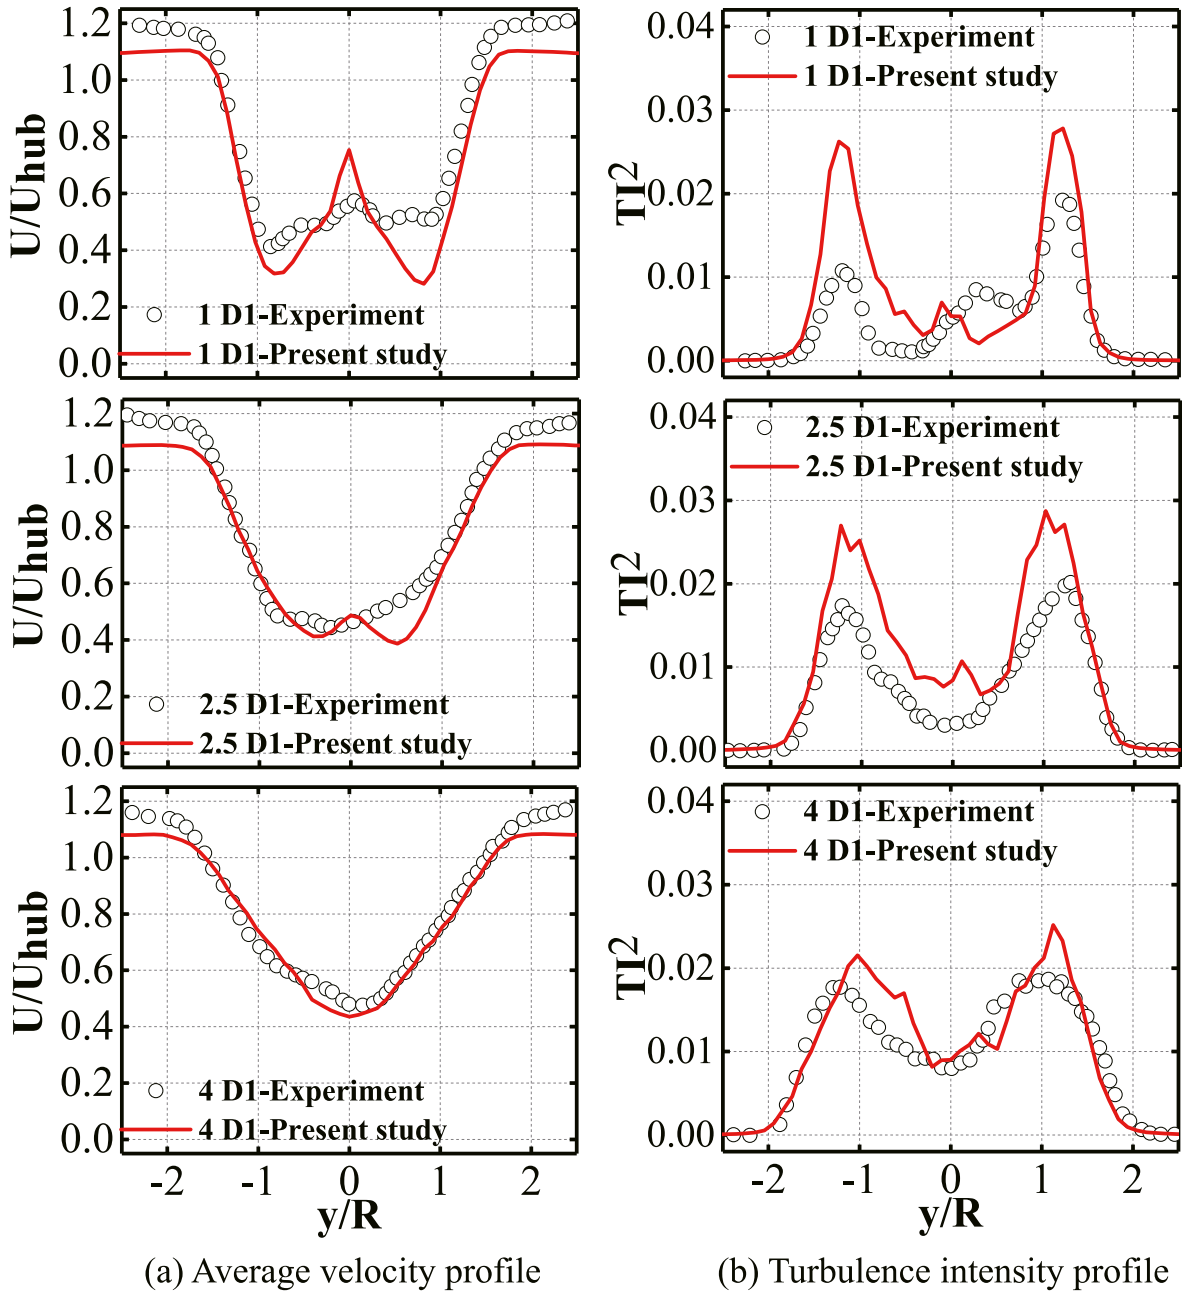 1.2
1.0
0.8
0.6
0.4
0.2
0.0
U/Uhub
1 D1-Experiment
1 D1-Present study
0.04
0.03
0.02
0.01
0.00
TI2
1 D1-Experiment
1 D1-Present study
1.2
1.0
0.8
0.6
0.4
0.2
0.0
U/Uhub
2.5 D1-Experiment
2.5 D1-Present study
0.04
0.03
0.02
0.01
0.00
TI2
2.5 D1-Experiment
2.5 D1-Present study
1.2
1.0
0.8
0.6
0.4
0.2
0.0
U/Uhub
4 D1-Experiment
4 D1-Present study
-2 -1 0 1 2
y/R
0.04
0.03
0.02
0.01
0.00
TI2
4 D1-Experiment
4 D1-Present study
-2 -1 0 1 2
y/R
(a) Average velocity profile
(b) Turbulence intensity profile